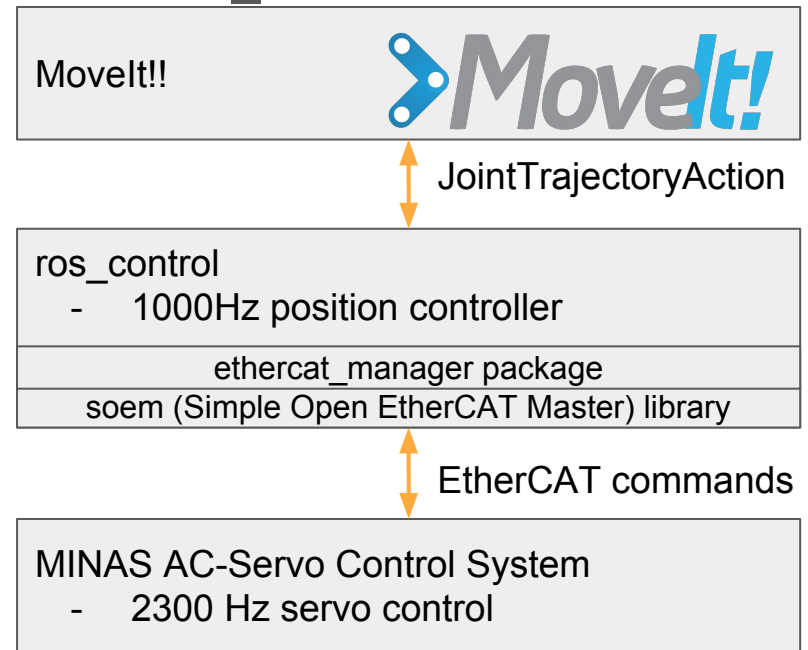 MoveIt!!
MoveIt!
JointTrajectoryAction
ros_control
- 1000Hz position controller
ethercat_manager package
soem (Simple Open EtherCAT Master) library
EtherCAT commands
MINAS AC-Servo Control System
- 2300 Hz servo control